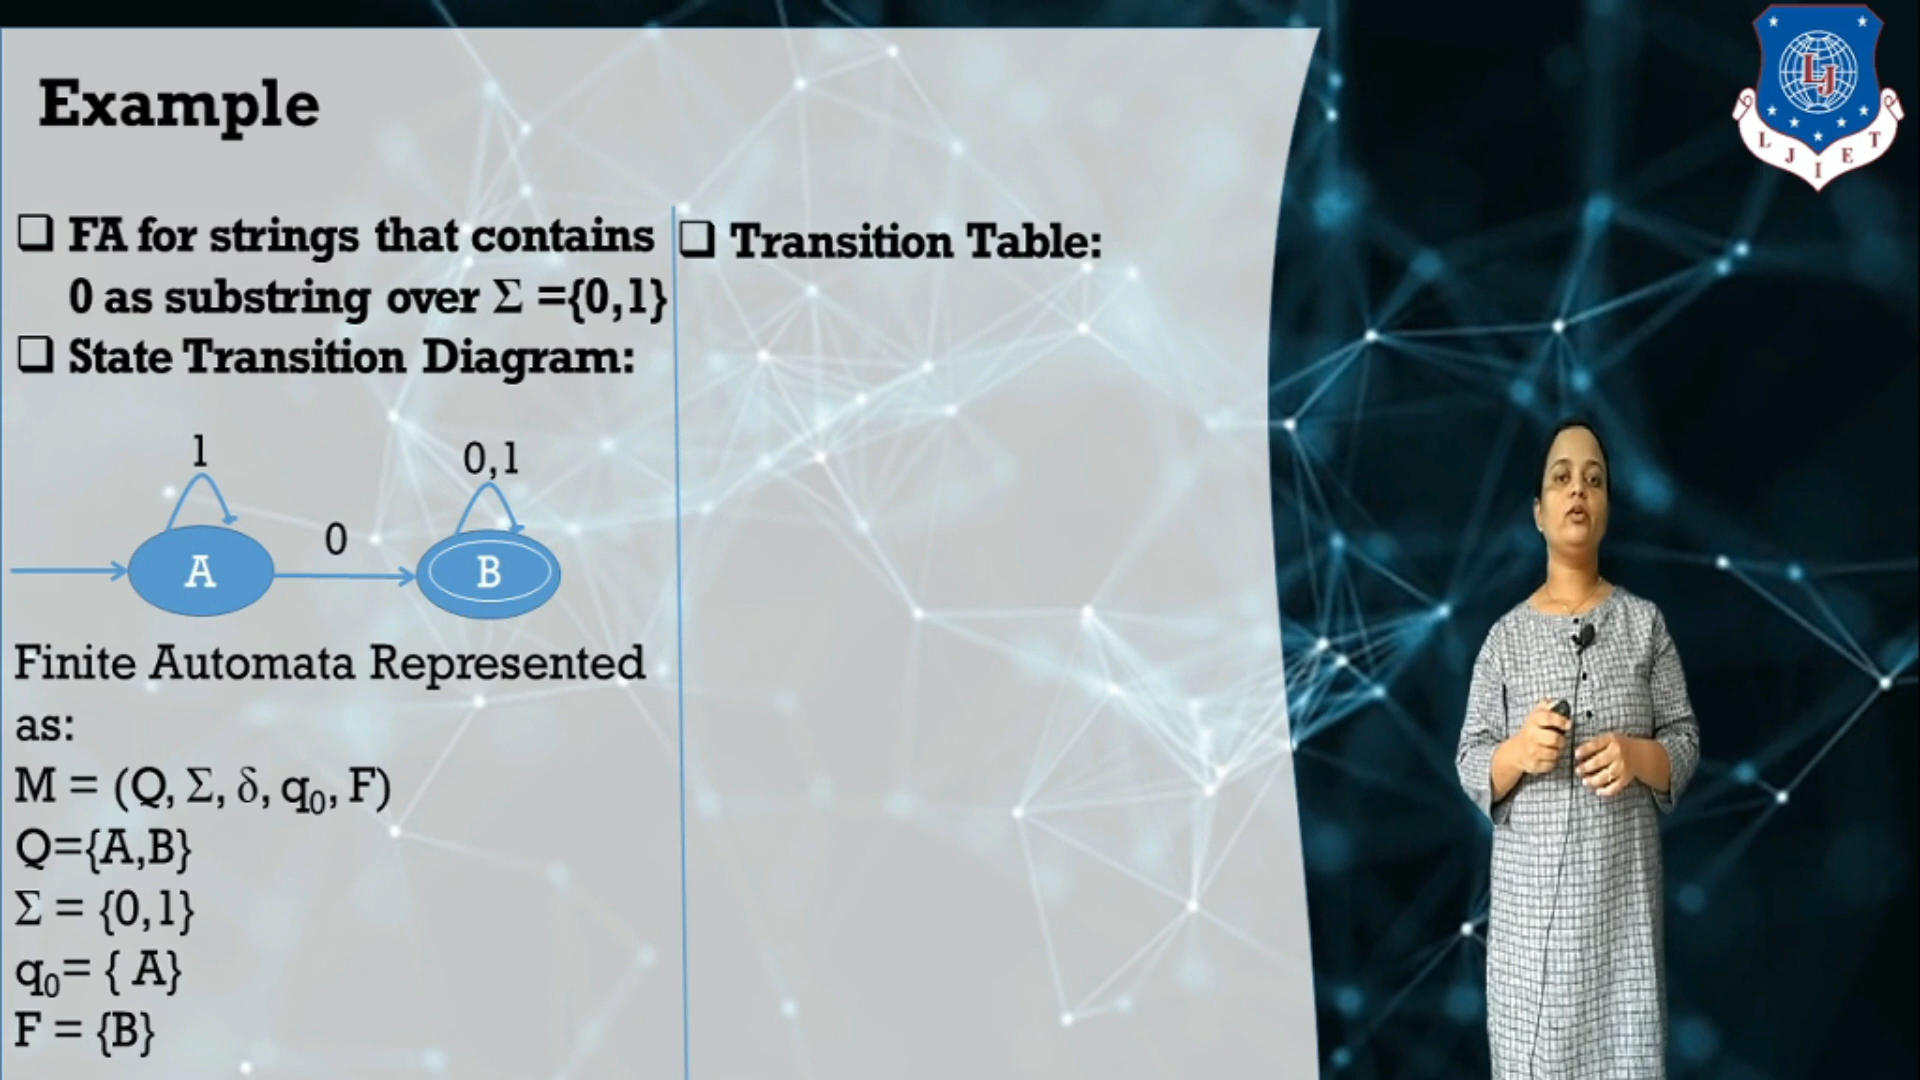 Example
❑ FA for strings that contains
0 as substring over Σ ={0,1}
❑ State Transition Diagram:
1
0,1
0
A
B
Finite Automata Represented
as:
M = (Q, Σ, δ, q₀, F)
Q={A,B}
Σ = {0,1}
q₀= { A}
F = {B}
❑ Transition Table:
LJ
L J I E T